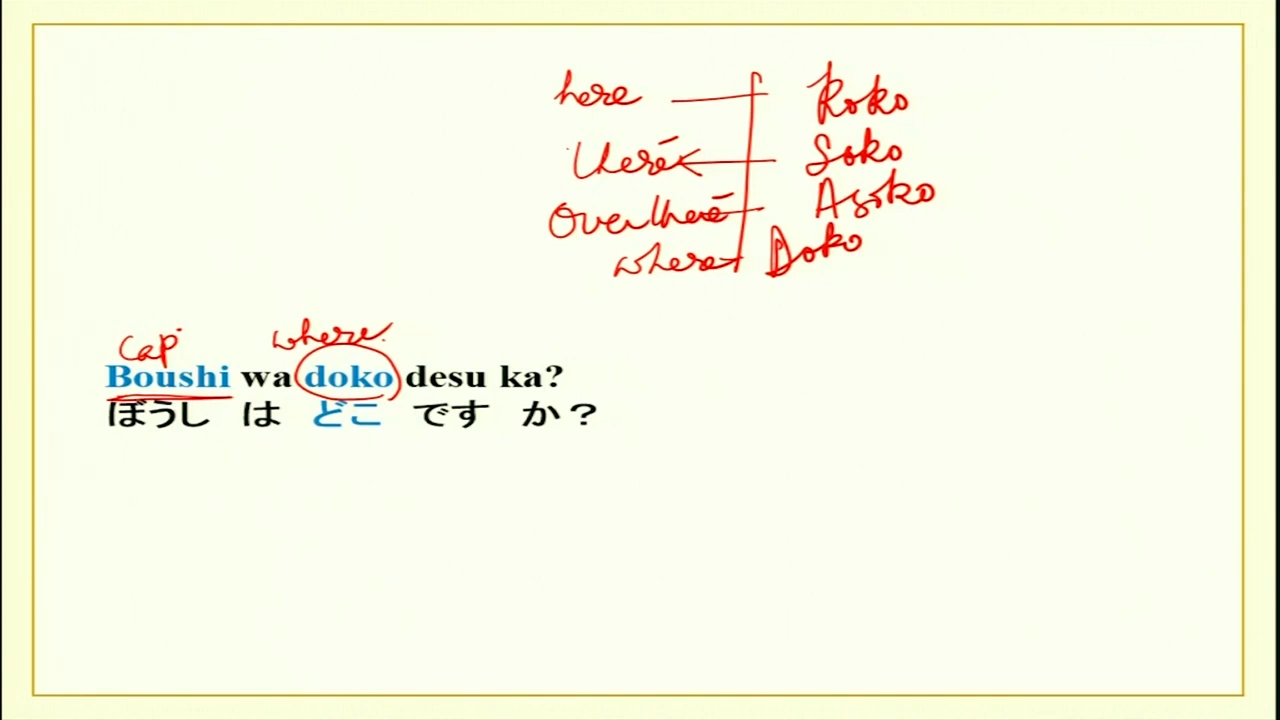 here Koko
there Soko
Over there Asoko
where Doko
Cap where
Boushi wa doko desu ka?
ぼうし は どこ です か？